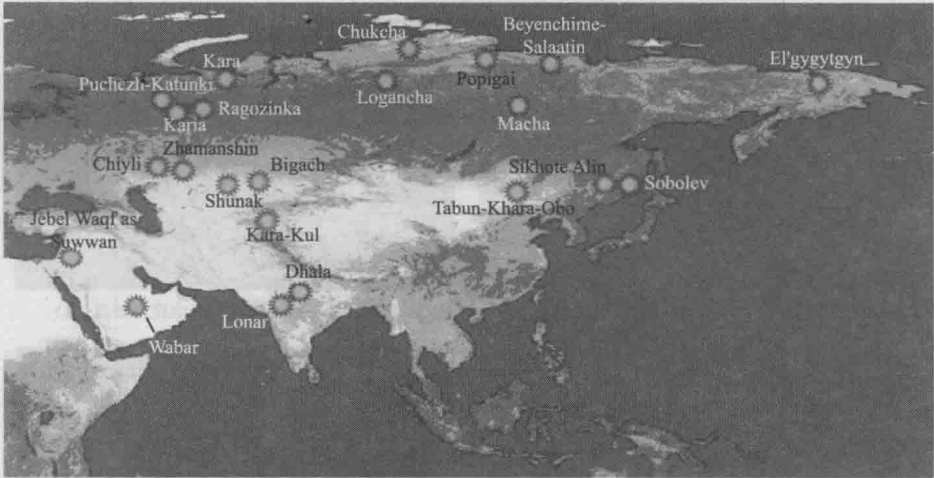 Beyenchime-
Salaatin
Chukcha
El'gygytgyn
Kara
Popigai
Puchezh-Katunki
Logancha
Ragozinka
Karla
Macha
Zhamanshin
Chiyli
Bigach
Sikhote Alin
Sobolev
Shunak
Tabun-Khara-Obo
Jebel Waqf as
Suwwan
Kara-Kul
Dhala
Lonar
Wabar